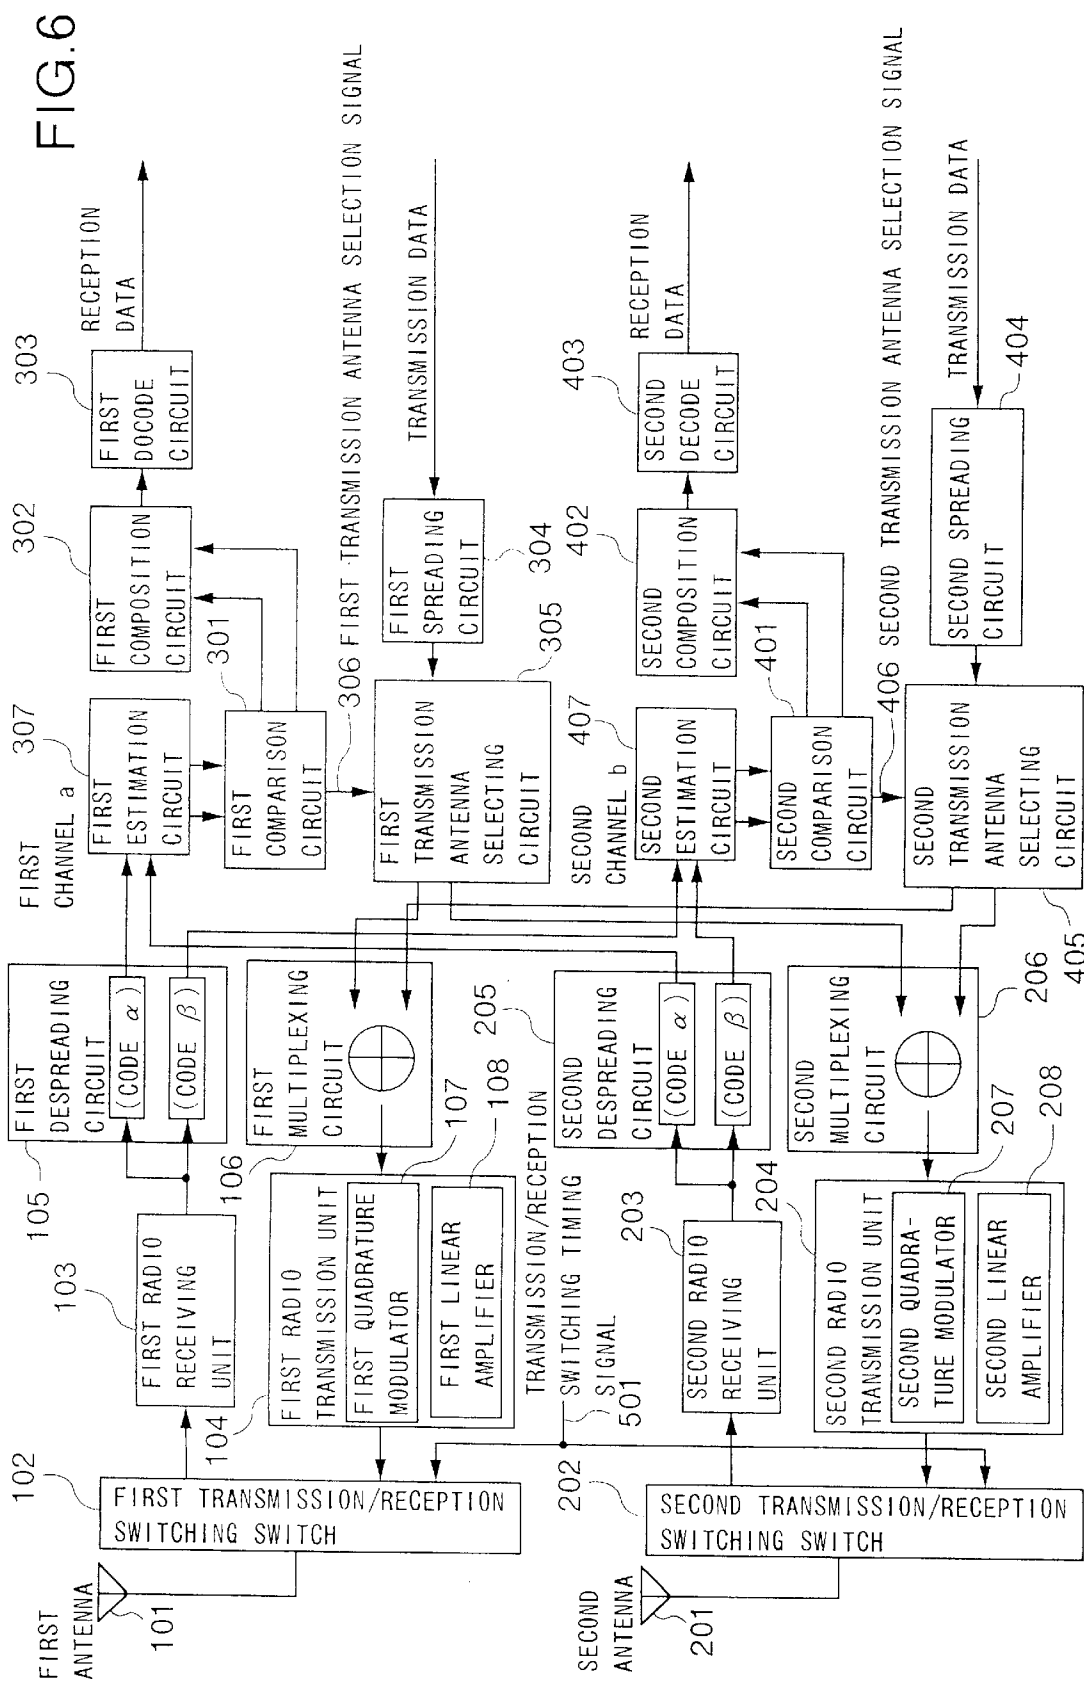 FIG.6
FIRST
ANTENNA
101
102
FIRST TRANSMISSION/RECEPTION
SWITCHING SWITCH
103
FIRST RADIO
RECEIVING
UNIT
104
FIRST RADIO
TRANSMISSION UNIT
FIRST QUADRATURE
MODULATOR
107
FIRST LINEAR
AMPLIFIER
108
105
FIRST
DESPREADING
CIRCUIT
(CODE α)
(CODE β)
106
FIRST
MULTIPLEXING
CIRCUIT
FIRST
CHANNEL a
307
FIRST
ESTIMATION
CIRCUIT
301
FIRST
COMPARISON
CIRCUIT
302
FIRST
COMPOSITION
CIRCUIT
303
FIRST
DOCODE
CIRCUIT
RECEPTION
DATA
306 FIRST TRANSMISSION ANTENNA SELECTION SIGNAL
FIRST
TRANSMISSION
ANTENNA
SELECTING
CIRCUIT
305
FIRST
SPREADING
CIRCUIT
304
TRANSMISSION DATA
TRANSMISSION/RECEPTION
SWITCHING TIMING
SIGNAL
501
SECOND
ANTENNA
201
202
SECOND TRANSMISSION/RECEPTION
SWITCHING SWITCH
203
SECOND RADIO
RECEIVING
UNIT
204
SECOND RADIO
TRANSMISSION UNIT
SECOND QUADRA-
TURE MODULATOR
207
SECOND LINEAR
AMPLIFIER
208
205
SECOND
DESPREADING
CIRCUIT
(CODE α)
(CODE β)
SECOND
MULTIPLEXING
CIRCUIT
206
SECOND
CHANNEL b
407
SECOND
ESTIMATION
CIRCUIT
401
SECOND
COMPARISON
CIRCUIT
402
SECOND
COMPOSITION
CIRCUIT
403
SECOND
DECODE
CIRCUIT
RECEPTION
DATA
406 SECOND TRANSMISSION ANTENNA SELECTION SIGNAL
SECOND
TRANSMISSION
ANTENNA
SELECTING
CIRCUIT
405
SECOND SPREADING
CIRCUIT
404
TRANSMISSION DATA